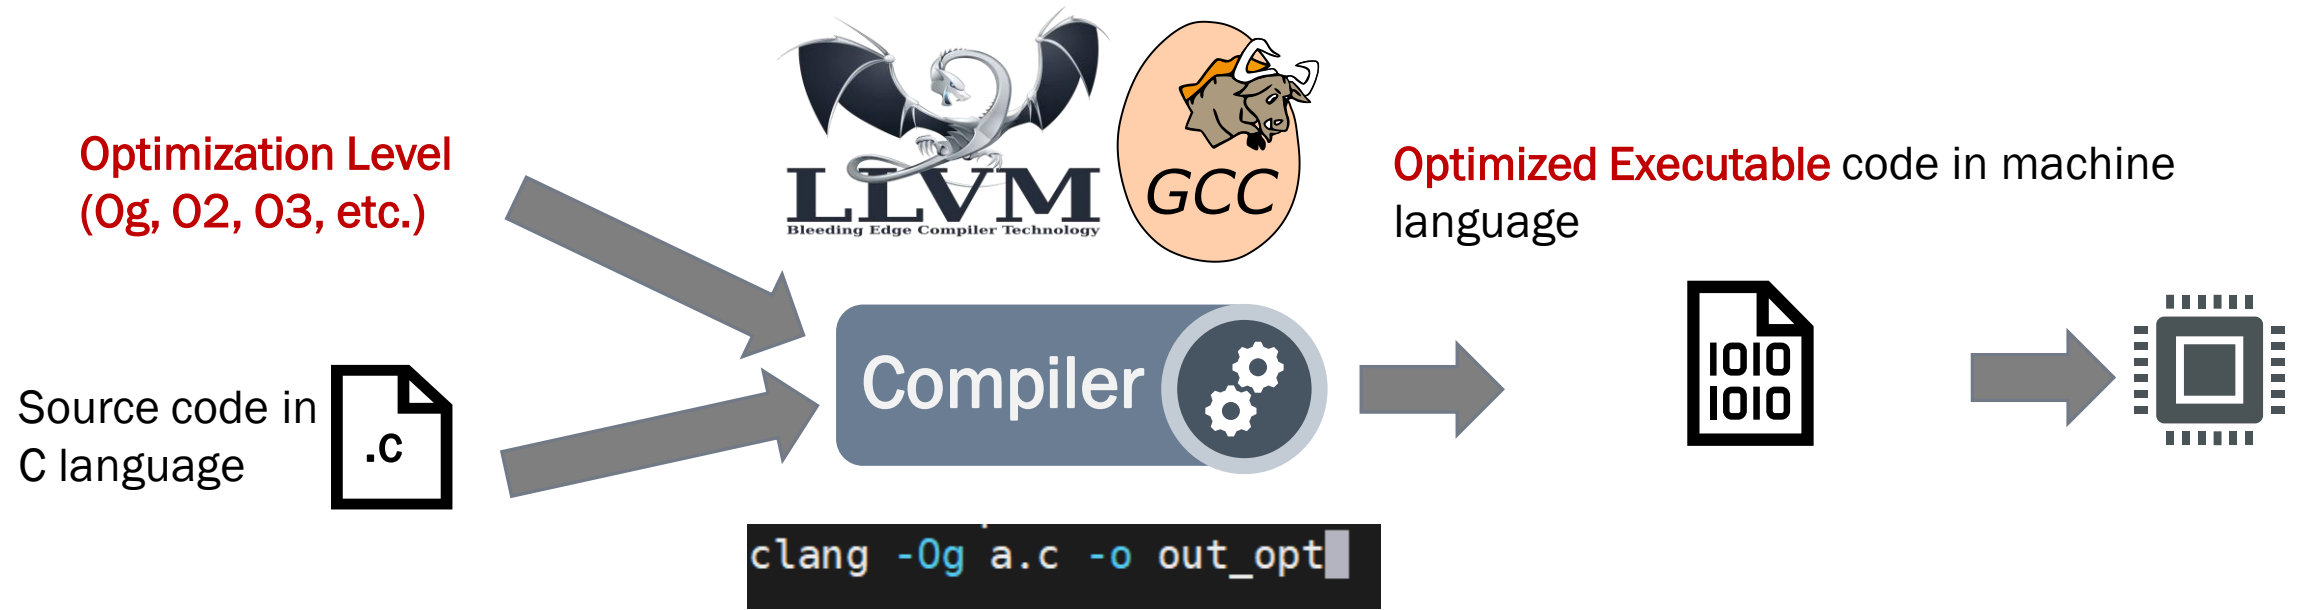 Optimization Level
(Og, O2, O3, etc.)
Source code in
C language
.c
LLVM
Bleeding Edge Compiler Technology
GCC
Compiler
clang -Og a.c -o out_opt
Optimized Executable code in machine
language
1010
1010